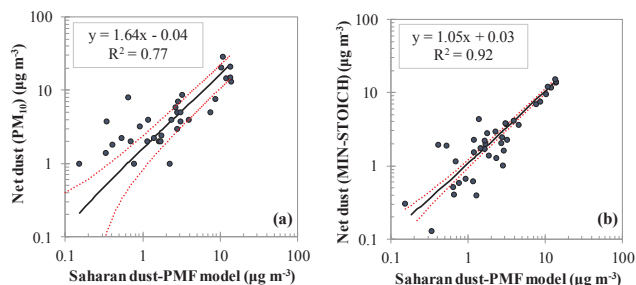 y = 1.64x - 0.04
R² = 0.77
Net dust (PM₁₀) (µg m⁻³)
100
10
1
0.1
0.1 1 10 100
(a)
Saharan dust-PMF model (µg m⁻³)
y = 1.05x + 0.03
R² = 0.92
Net dust (MIN-STOICH) (µg m⁻³)
100
10
1
0.1
0.1 1 10 100
(b)
Saharan dust-PMF model (µg m⁻³)